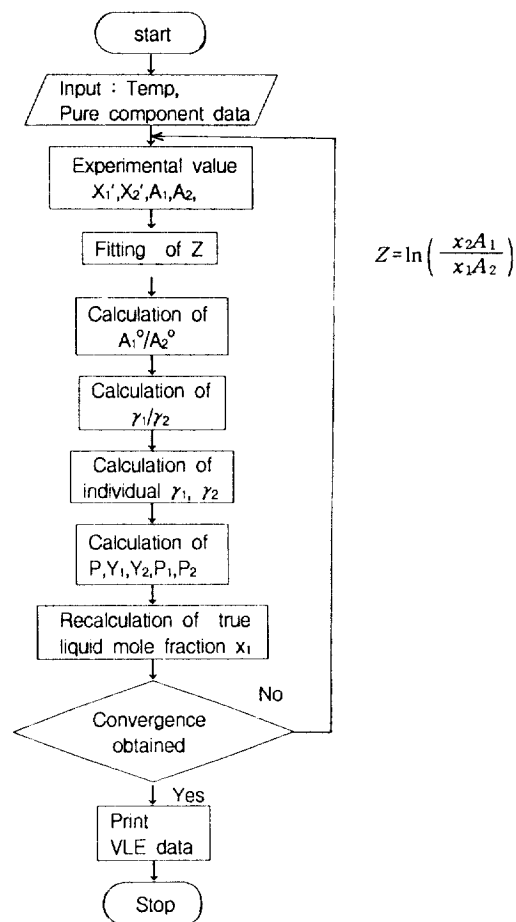 start
Input : Temp,
Pure component data
Experimental value
X₁′,X₂′,A₁,A₂,
Fitting of Z
Z=ln( x₂A₁ / x₁A₂ )
Calculation of
A₁°/A₂°
Calculation of
γ₁/γ₂
Calculation of
individual γ₁, γ₂
Calculation of
P,Y₁,Y₂,P₁,P₂
Recalculation of true
liquid mole fraction x₁
No
Convergence
obtained
Yes
Print
VLE data
Stop